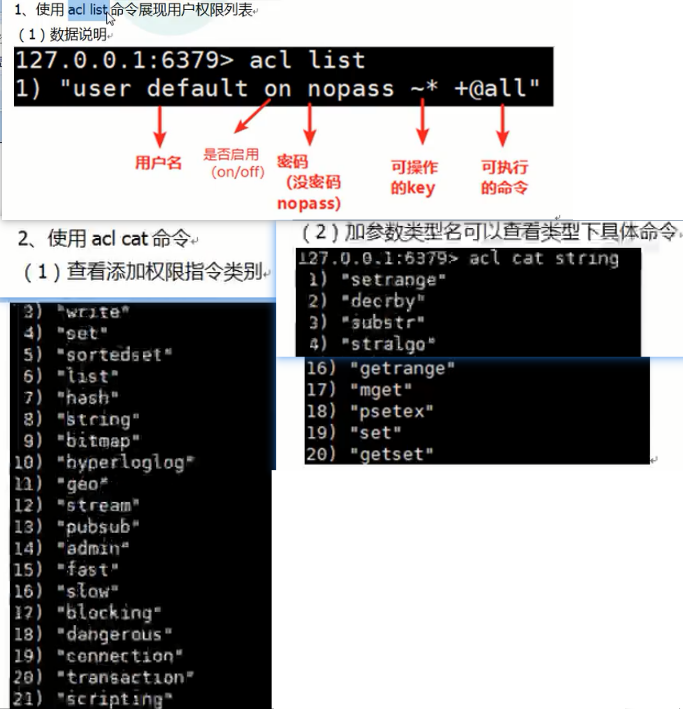 1、使用 acl list 命令展现用户权限列表
（1）数据说明
127.0.0.1:6379> acl list
1) "user default on nopass ~* +@all"
用户名
是否启用
（on/off）
密码
（没密码
nopass）
可操作
的key
可执行
的命令
2、使用 acl cat 命令
（1）查看添加权限指令类别
3) "write"
4) "set"
5) "sortedset"
6) "list"
7) "hash"
8) "string"
9) "bitmap"
10) "hyperloglog"
11) "geo"
12) "stream"
13) "pubsub"
14) "admin"
15) "fast"
16) "slow"
17) "blocking"
18) "dangerous"
19) "connection"
20) "transaction"
21) "scripting"
（2）加参数类型名可以查看类型下具体命令
127.0.0.1:6379> acl cat string
1) "setrange"
2) "decrby"
3) "substr"
4) "stralgo"
16) "getrange"
17) "mget"
18) "psetex"
19) "set"
20) "getset"